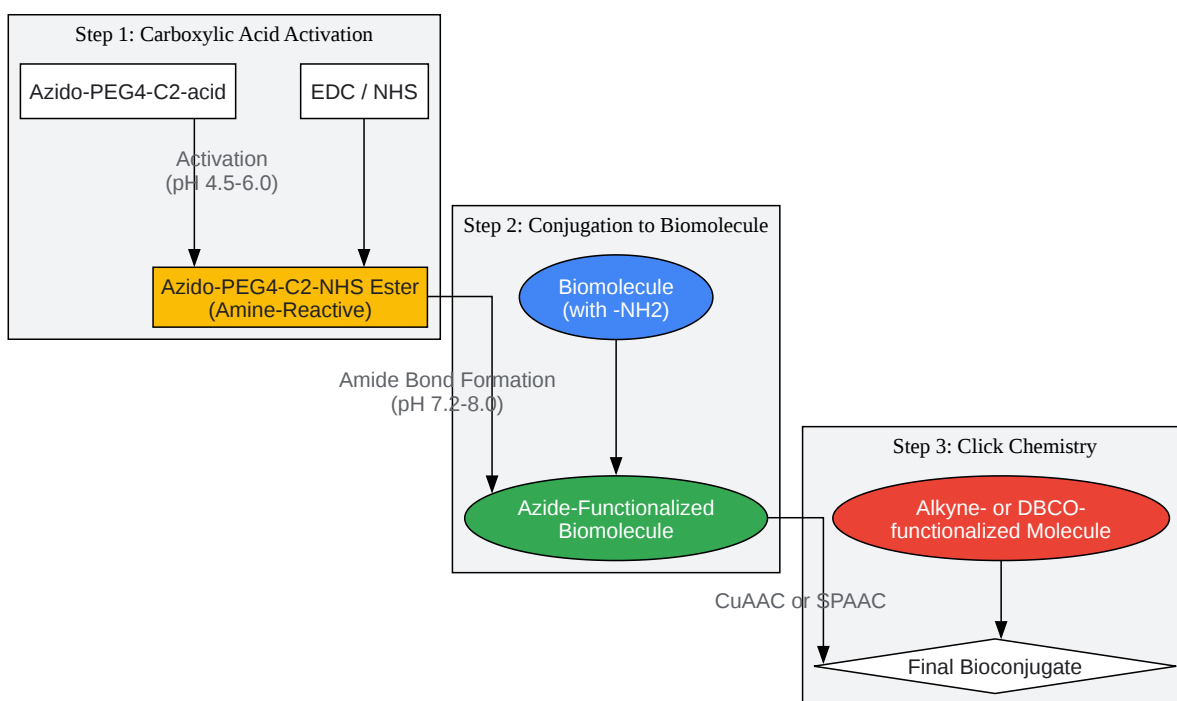 Step 1: Carboxylic Acid Activation
Azido-PEG4-C2-acid
EDC / NHS
Activation
(pH 4.5-6.0)
Azido-PEG4-C2-NHS Ester
(Amine-Reactive)
Step 2: Conjugation to Biomolecule
Biomolecule
(with -NH2)
Amide Bond Formation
(pH 7.2-8.0)
Azide-Functionalized
Biomolecule
Step 3: Click Chemistry
Alkyne- or DBCO-
functionalized Molecule
CuAAC or SPAAC
Final Bioconjugate